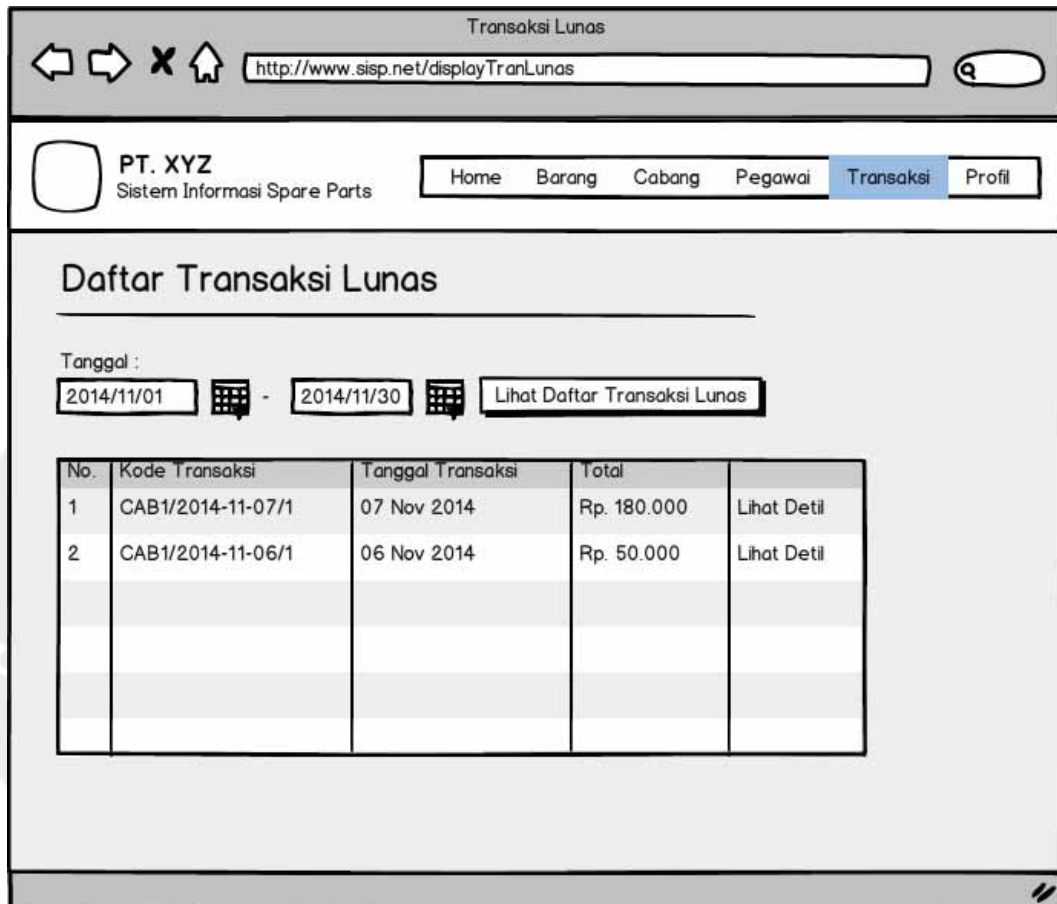 Transaksi Lunas
http://www.sisp.net/displayTranLunas
PT. XYZ
Sistem Informasi Spare Parts
Home Barang Cabang Pegawai Transaksi Profil
Daftar Transaksi Lunas
Tanggal :
2014/11/01 - 2014/11/30 Lihat Daftar Transaksi Lunas
No. Kode Transaksi Tanggal Transaksi Total
1 CAB1/2014-11-07/1 07 Nov 2014 Rp. 180.000 Lihat Detil
2 CAB1/2014-11-06/1 06 Nov 2014 Rp. 50.000 Lihat Detil